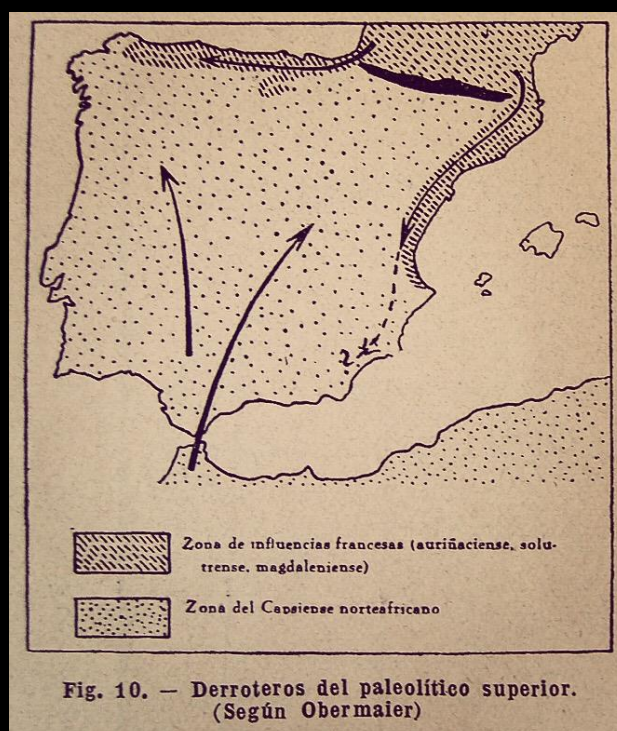 Zona de influencias francesas (auriñaciense, solu-
trense, magdaleniense)
Zona del Capsiense norteafricano
Fig. 10. — Derroteros del paleolítico superior.
(Según Obermaier)